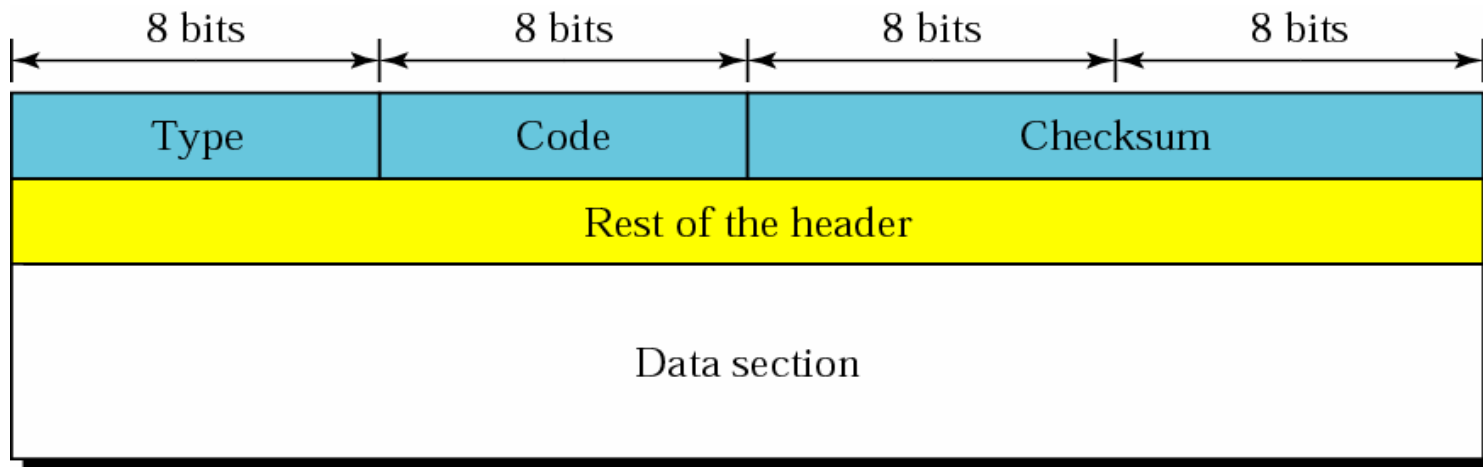 8 bits 8 bits 8 bits 8 bits
Type Code Checksum
Rest of the header
Data section